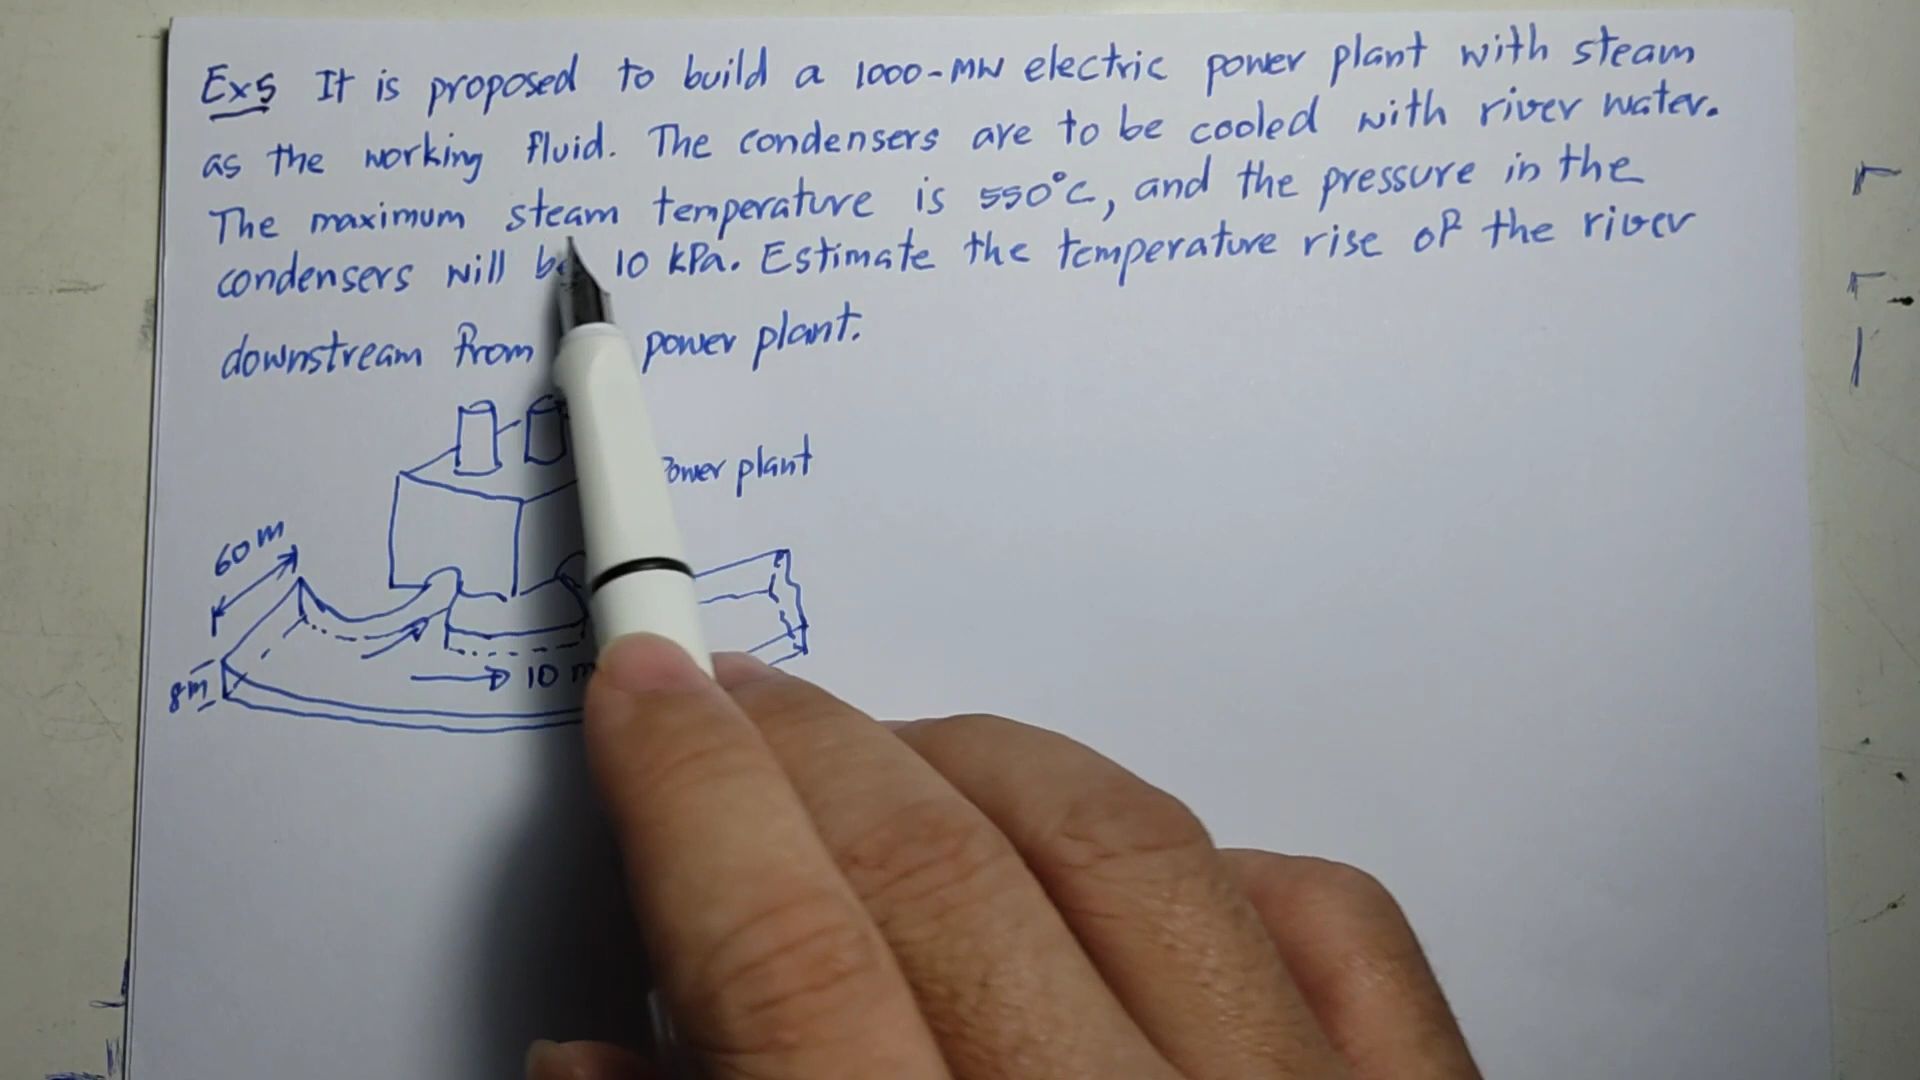 Ex5 It is proposed to build a 1000-MW electric power plant with steam
as the working fluid. The condensers are to be cooled with river water.
The maximum steam temperature is 550°C, and the pressure in the
condensers will be 10 kPa. Estimate the temperature rise of the river
downstream from power plant.
Power plant
60 m
8m
10 m